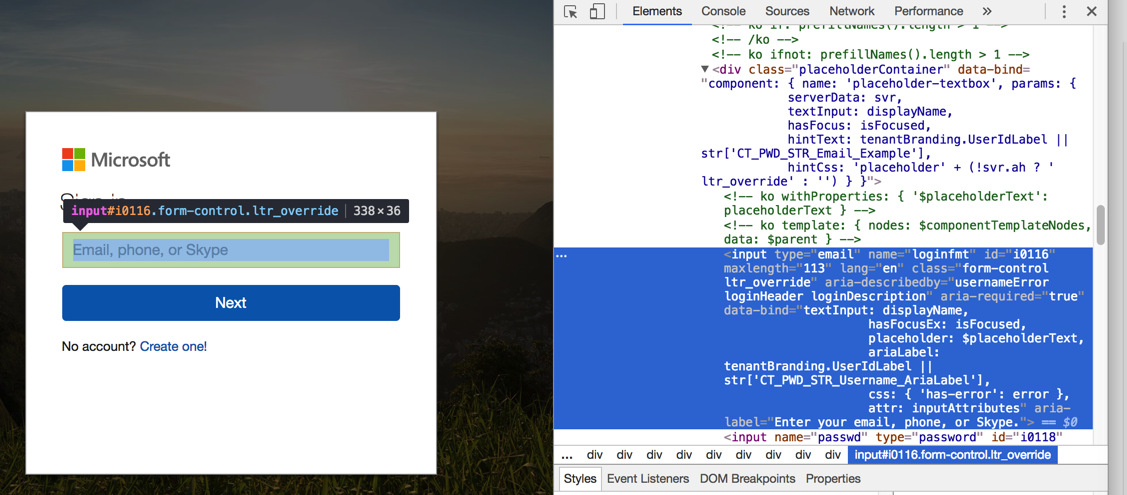 Microsoft
Sign in
input#i0116.form-control.ltr_override | 338×36
Email, phone, or Skype
Next
No account? Create one!
Elements Console Sources Network Performance »
<!-- ko if: prefillNames().length > 1 -->
<!-- /ko -->
<!-- ko ifnot: prefillNames().length > 1 -->
<div class="placeholderContainer" data-bind=
"component: { name: 'placeholder-textbox', params: {
serverData: svr,
textInput: displayName,
hasFocus: isFocused,
hintText: tenantBranding.UserIdLabel ||
str['CT_PWD_STR_Email_Example'],
hintCss: 'placeholder' + (!svr.ah ? '
ltr_override' : '') } }">
<!-- ko withProperties: { '$placeholderText':
placeholderText } -->
<!-- ko template: { nodes: $componentTemplateNodes,
data: $parent } -->
… <input type="email" name="loginfmt" id="i0116"
maxlength="113" lang="en" class="form-control
ltr_override" aria-describedby="usernameError
loginHeader loginDescription" aria-required="true"
data-bind="textInput: displayName,
hasFocusEx: isFocused,
placeholder: $placeholderText,
ariaLabel:
tenantBranding.UserIdLabel ||
str['CT_PWD_STR_Username_AriaLabel'],
css: { 'has-error': error },
attr: inputAttributes" aria-
label="Enter your email, phone, or Skype."> == $0
<input name="passwd" type="password" id="i0118"
… div div div div div div div div div input#i0116.form-control.ltr_override
Styles Event Listeners DOM Breakpoints Properties